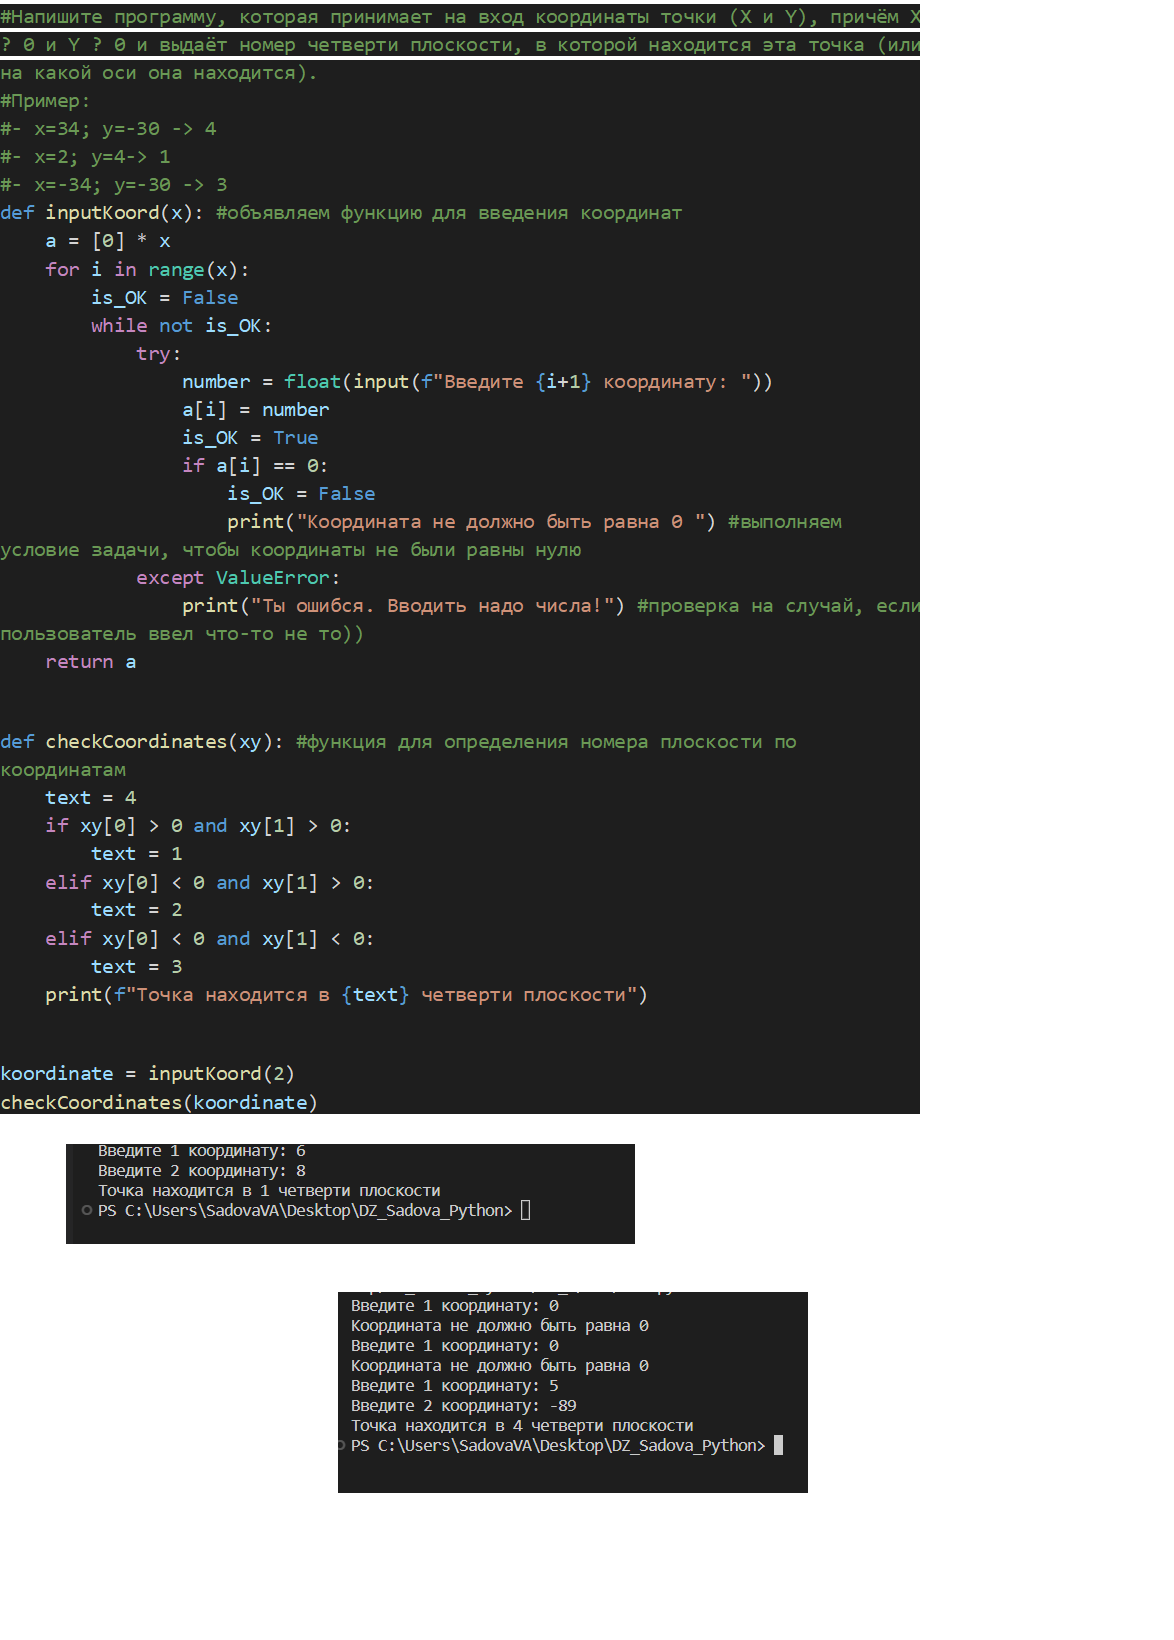 #Напишите программу, которая принимает на вход координаты точки (X и Y), причём X
? 0 и Y ? 0 и выдаёт номер четверти плоскости, в которой находится эта точка (или
на какой оси она находится).
#Пример:
#- x=34; y=-30 -> 4
#- x=2; y=4-> 1
#- x=-34; y=-30 -> 3
def inputKoord(x): #объявляем функцию для введения координат
    a = [0] * x
    for i in range(x):
        is_OK = False
        while not is_OK:
            try:
                number = float(input(f"Введите {i+1} координату: "))
                a[i] = number
                is_OK = True
                if a[i] == 0:
                    is_OK = False
                    print("Координата не должно быть равна 0 ") #выполняем
условие задачи, чтобы координаты не были равны нулю
            except ValueError:
                print("Ты ошибся. Вводить надо числа!") #проверка на случай, если
пользователь ввел что-то не то))
    return a
def checkCoordinates(xy): #функция для определения номера плоскости по
координатам
    text = 4
    if xy[0] > 0 and xy[1] > 0:
        text = 1
    elif xy[0] < 0 and xy[1] > 0:
        text = 2
    elif xy[0] < 0 and xy[1] < 0:
        text = 3
    print(f"Точка находится в {text} четверти плоскости")
koordinate = inputKoord(2)
checkCoordinates(koordinate)
Введите 1 координату: 6
Введите 2 координату: 8
Точка находится в 1 четверти плоскости
PS C:\Users\SadovaVA\Desktop\DZ_Sadova_Python>
Введите 1 координату: 0
Координата не должно быть равна 0
Введите 1 координату: 0
Координата не должно быть равна 0
Введите 1 координату: 5
Введите 2 координату: -89
Точка находится в 4 четверти плоскости
PS C:\Users\SadovaVA\Desktop\DZ_Sadova_Python>